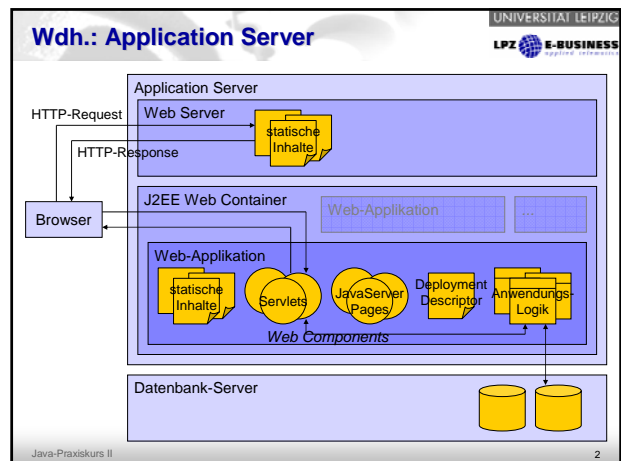 UNIVERSITÄT LEIPZIG
Wdh.: Application Server
LPZ E-BUSINESS
applied telematics
Application Server
HTTP-Request
Web Server
statische
Inhalte
HTTP-Response
J2EE Web Container
Web-Applikation
...
Browser
Web-Applikation
statische
Inhalte
Servlets
JavaServer
Pages
Deployment
Descriptor
Anwendungs-
Logik
Web Components
Datenbank-Server
Java-Praxiskurs II
2